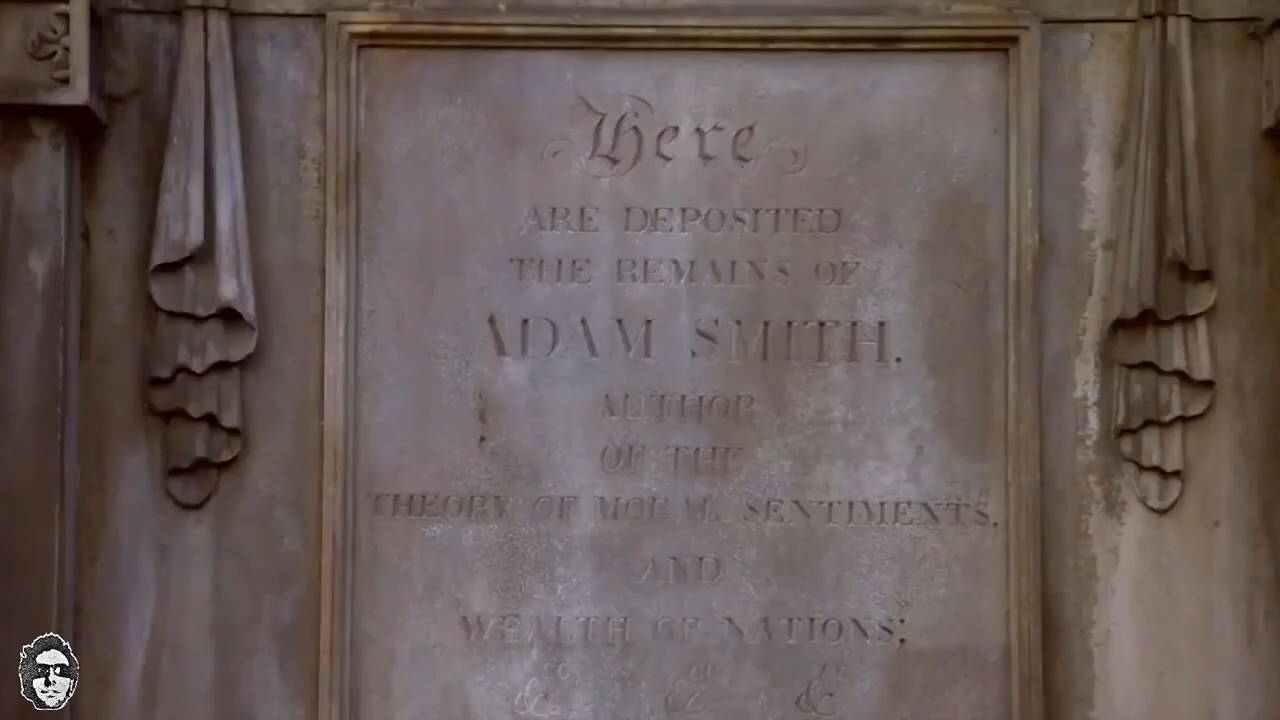 Here
ARE DEPOSITED
THE REMAINS OF
ADAM SMITH.
AUTHOR
OF THE
THEORY OF MORAL SENTIMENTS,
AND
WEALTH OF NATIONS;
&c &c &c